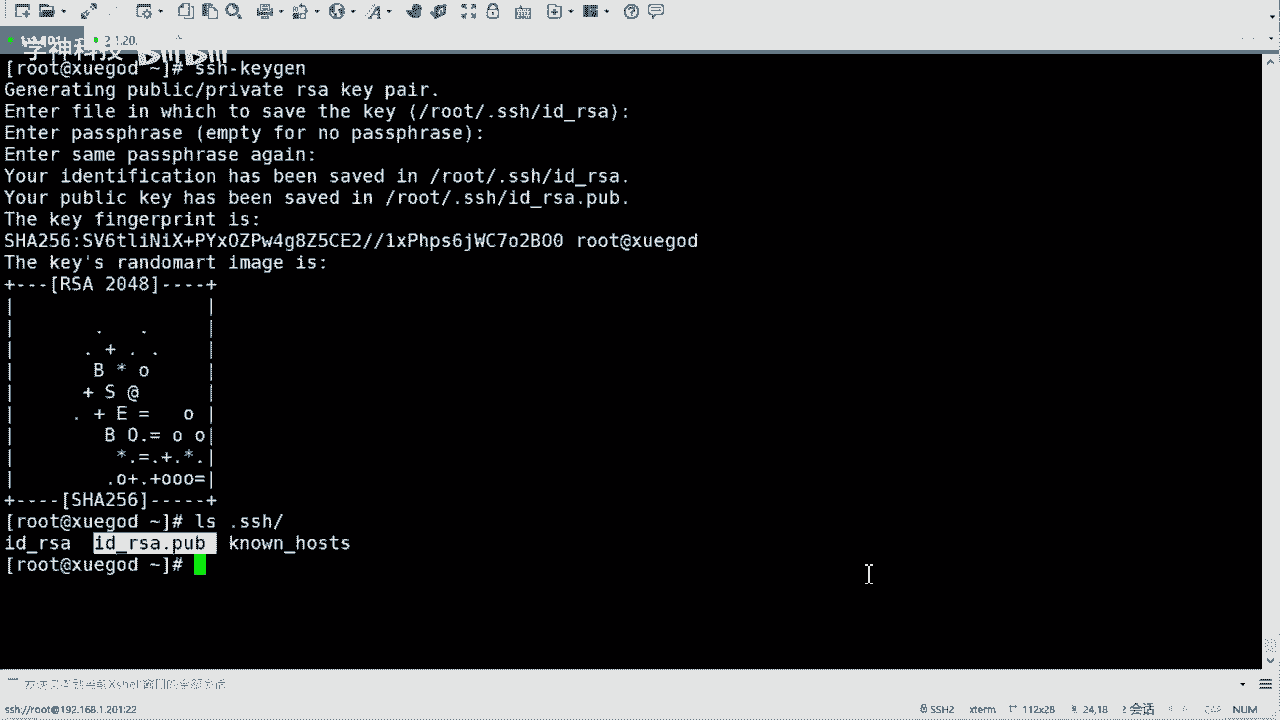 学神科技 bilibili
2 1.20.
[root@xuegod ~]# ssh-keygen
Generating public/private rsa key pair.
Enter file in which to save the key (/root/.ssh/id_rsa):
Enter passphrase (empty for no passphrase):
Enter same passphrase again:
Your identification has been saved in /root/.ssh/id_rsa.
Your public key has been saved in /root/.ssh/id_rsa.pub.
The key fingerprint is:
SHA256:SV6tliNiX+PYxOZPw4g8Z5CE2//1xPhps6jWC7o2BO0 root@xuegod
The key's randomart image is:
+---[RSA 2048]----+
|                 |
|       .   .     |
|      . + . .    |
|       B * o     |
|      + S @      |
|     . + E =   o |
|        B O.= o o|
|         *.=.+.*.|
|        .o+.+ooo=|
+----[SHA256]-----+
[root@xuegod ~]# ls .ssh/
id_rsa  id_rsa.pub  known_hosts
[root@xuegod ~]#
ssh://root@192.168.1.201:22
SSH2 xterm 112x28 24,18 2 会话 NUM